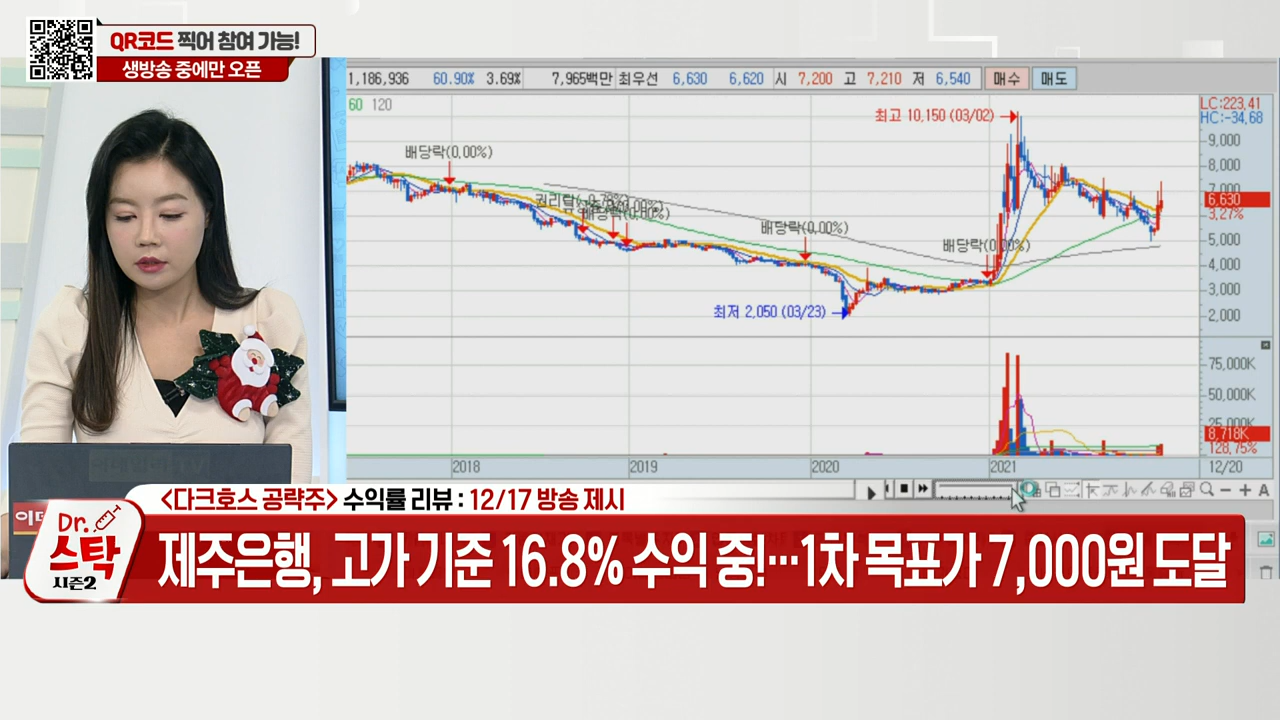 QR코드 찍어 참여 가능!
생방송 중에만 오픈
1,186,936 60.90% 3.69% 7,965백만 최우선 6,630 6,620 시 7,200 고 7,210 저 6,540 매수 매도
60 120
LC:223,41
HC:-34,68
최고 10,150 (03/02)
9,000
배당락(0,00%)
8,000
7,000
6,630
3,27%
배당락(0,00%)
배당락(0,00%)
5,000
4,000
3,000
최저 2,050 (03/23)
2,000
75,000K
50,000K
25,000K
8,718K
128,75%
2018 2019 2020 2021 12/20
<다크호스 공략주> 수익률 리뷰 : 12/17 방송 제시
Dr.
스탁
시즌2
제주은행, 고가 기준 16.8% 수익 중!…1차 목표가 7,000원 도달